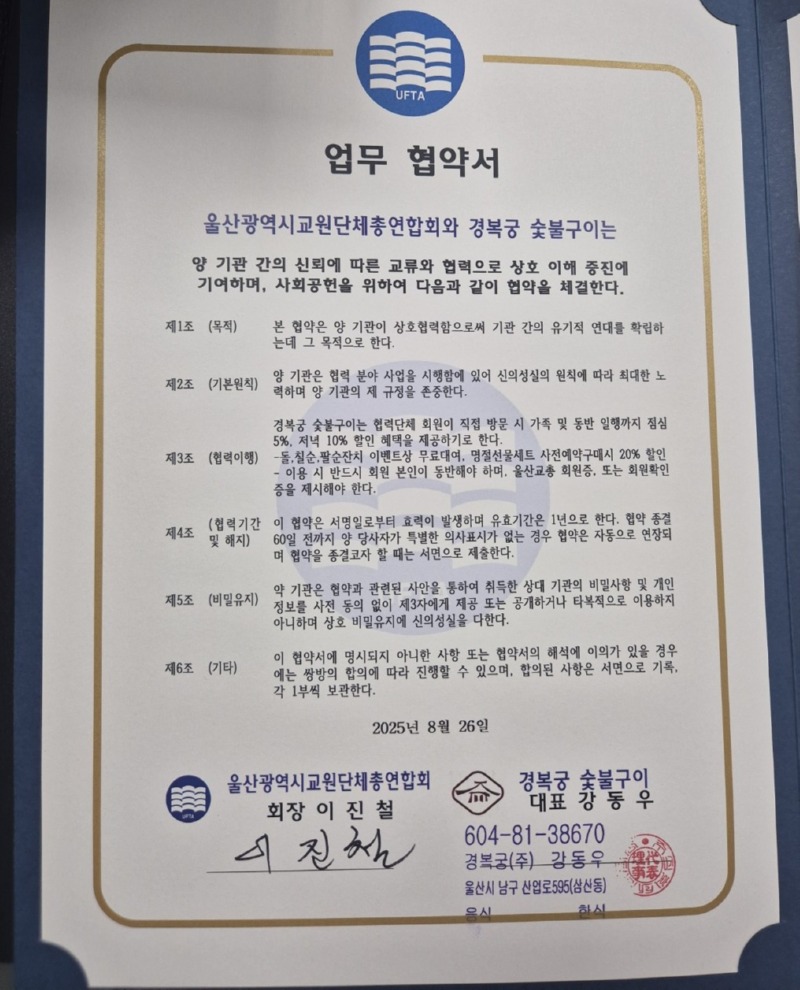 UFTA
업무 협약서
울산광역시교원단체총연합회와 경복궁 숯불구이는
양 기관 간의 신뢰에 따른 교류와 협력으로 상호 이해 증진에
기여하며, 사회공헌을 위하여 다음과 같이 협약을 체결한다.
제1조 (목적) 본 협약은 양 기관이 상호협력함으로써 기관 간의 유기적 연대를 확립하
는데 그 목적으로 한다.
제2조 (기본원칙) 양 기관은 협력 분야 사업을 시행함에 있어 신의성실의 원칙에 따라 최대한 노
력하며 양 기관의 제 규정을 존중한다.
경복궁 숯불구이는 협력단체 회원이 직접 방문 시 가족 및 동반 일행까지 점심
5%, 저녁 10% 할인 혜택을 제공하기로 한다.
제3조 (협력이행) -돌,칠순,팔순잔치 이벤트상 무료대여, 명절선물세트 사전예약구매시 20% 할인
- 이용 시 반드시 회원 본인이 동반해야 하며, 울산교총 회원증, 또는 회원확인
증을 제시해야 한다.
제4조 (협력기간 및 해지) 이 협약은 서명일로부터 효력이 발생하며 유효기간은 1년으로 한다. 협약 종결
60일 전까지 양 당사자가 특별한 의사표시가 없는 경우 협약은 자동으로 연장되
며 협약을 종결코자 할 때는 서면으로 제출한다.
제5조 (비밀유지) 약 기관은 협약과 관련된 사안을 통하여 취득한 상대 기관의 비밀사항 및 개인
정보를 사전 동의 없이 제3자에게 제공 또는 공개하거나 타복적으로 이용하지
아니하며 상호 비밀유지에 신의성실을 다한다.
제6조 (기타) 이 협약서에 명시되지 아니한 사항 또는 협약서의 해석에 이의가 있을 경우
에는 쌍방의 합의에 따라 진행할 수 있으며, 합의된 사항은 서면으로 기록,
각 1부씩 보관한다.
2025년 8월 26일
울산광역시교원단체총연합회
회장 이 진 철
이 진 철
경복궁 숯불구이
대표 강 동 우
604-81-38670
경복궁(주) 강동우
울산시 남구 산업로595(삼산동)
음식 한식